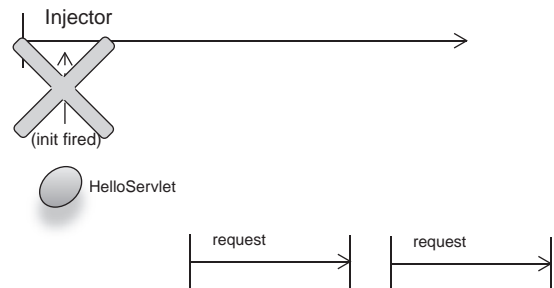 Injector
(init fired)
HelloServlet
request
request